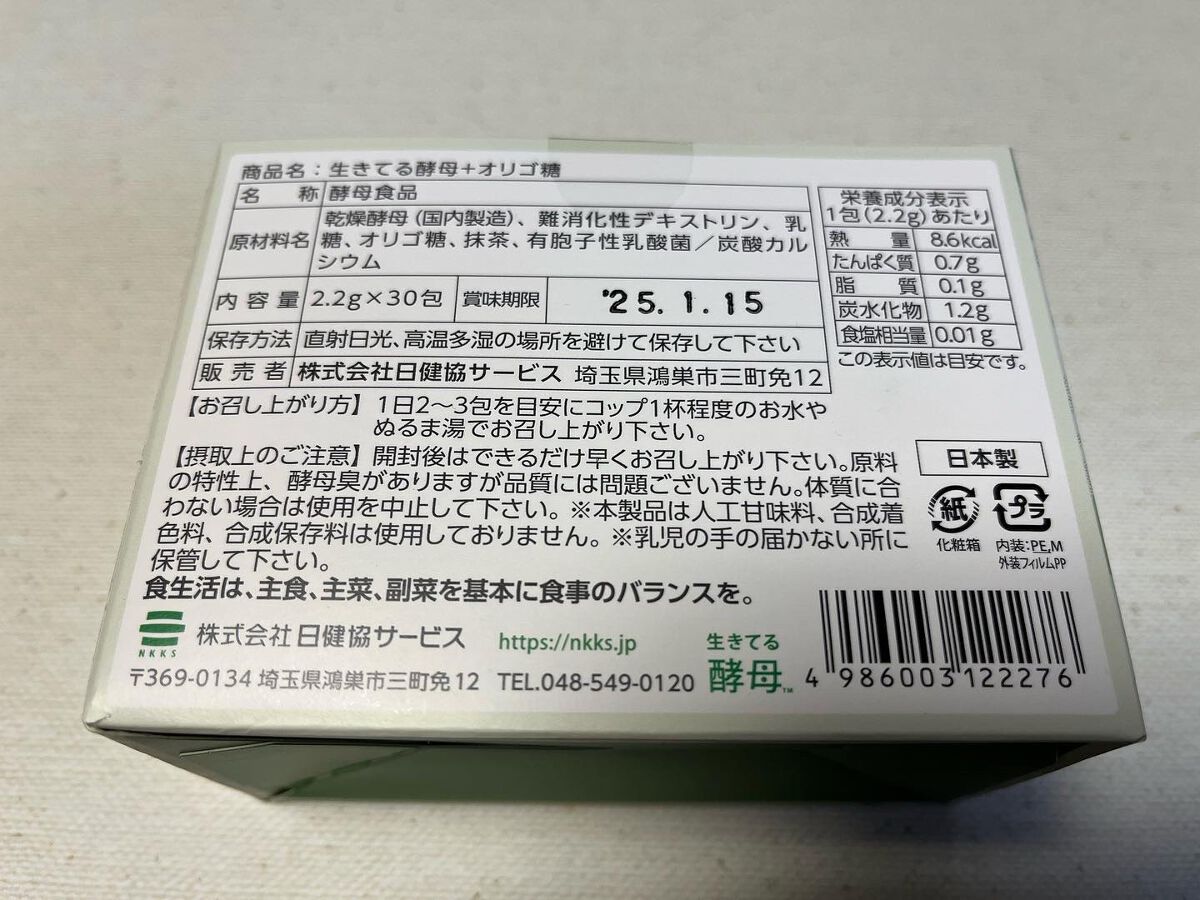 商品名：生きてる酵母＋オリゴ糖
名 称 酵母食品
原材料名 乾燥酵母（国内製造）、難消化性デキストリン、乳
糖、オリゴ糖、抹茶、有胞子性乳酸菌／炭酸カル
シウム
内容量 2.2g×30包 賞味期限 '25.1.15
保存方法 直射日光、高温多湿の場所を避けて保存して下さい
販売者 株式会社日健協サービス 埼玉県鴻巣市三町免12
栄養成分表示
1包(2.2g)あたり
熱 量 8.6kcal
たんぱく質 0.7g
脂 質 0.1g
炭水化物 1.2g
食塩相当量 0.01g
この表示値は目安です。
【お召し上がり方】1日2〜3包を目安にコップ1杯程度のお水や
ぬるま湯でお召し上がり下さい。
【摂取上のご注意】開封後はできるだけ早くお召し上がり下さい。原料
の特性上、酵母臭がありますが品質には問題ございません。体質に合
わない場合は使用を中止して下さい。※本製品は人工甘味料、合成着
色料、合成保存料は使用しておりません。※乳児の手の届かない所に
保管して下さい。
食生活は、主食、主菜、副菜を基本に食事のバランスを。
日本製
紙 プラ
化粧箱 内装：PE,M
外装フィルムPP
NKKS
株式会社日健協サービス https://nkks.jp
〒369-0134 埼玉県鴻巣市三町免12 TEL.048-549-0120
生きてる
酵母™
4 986003 122276